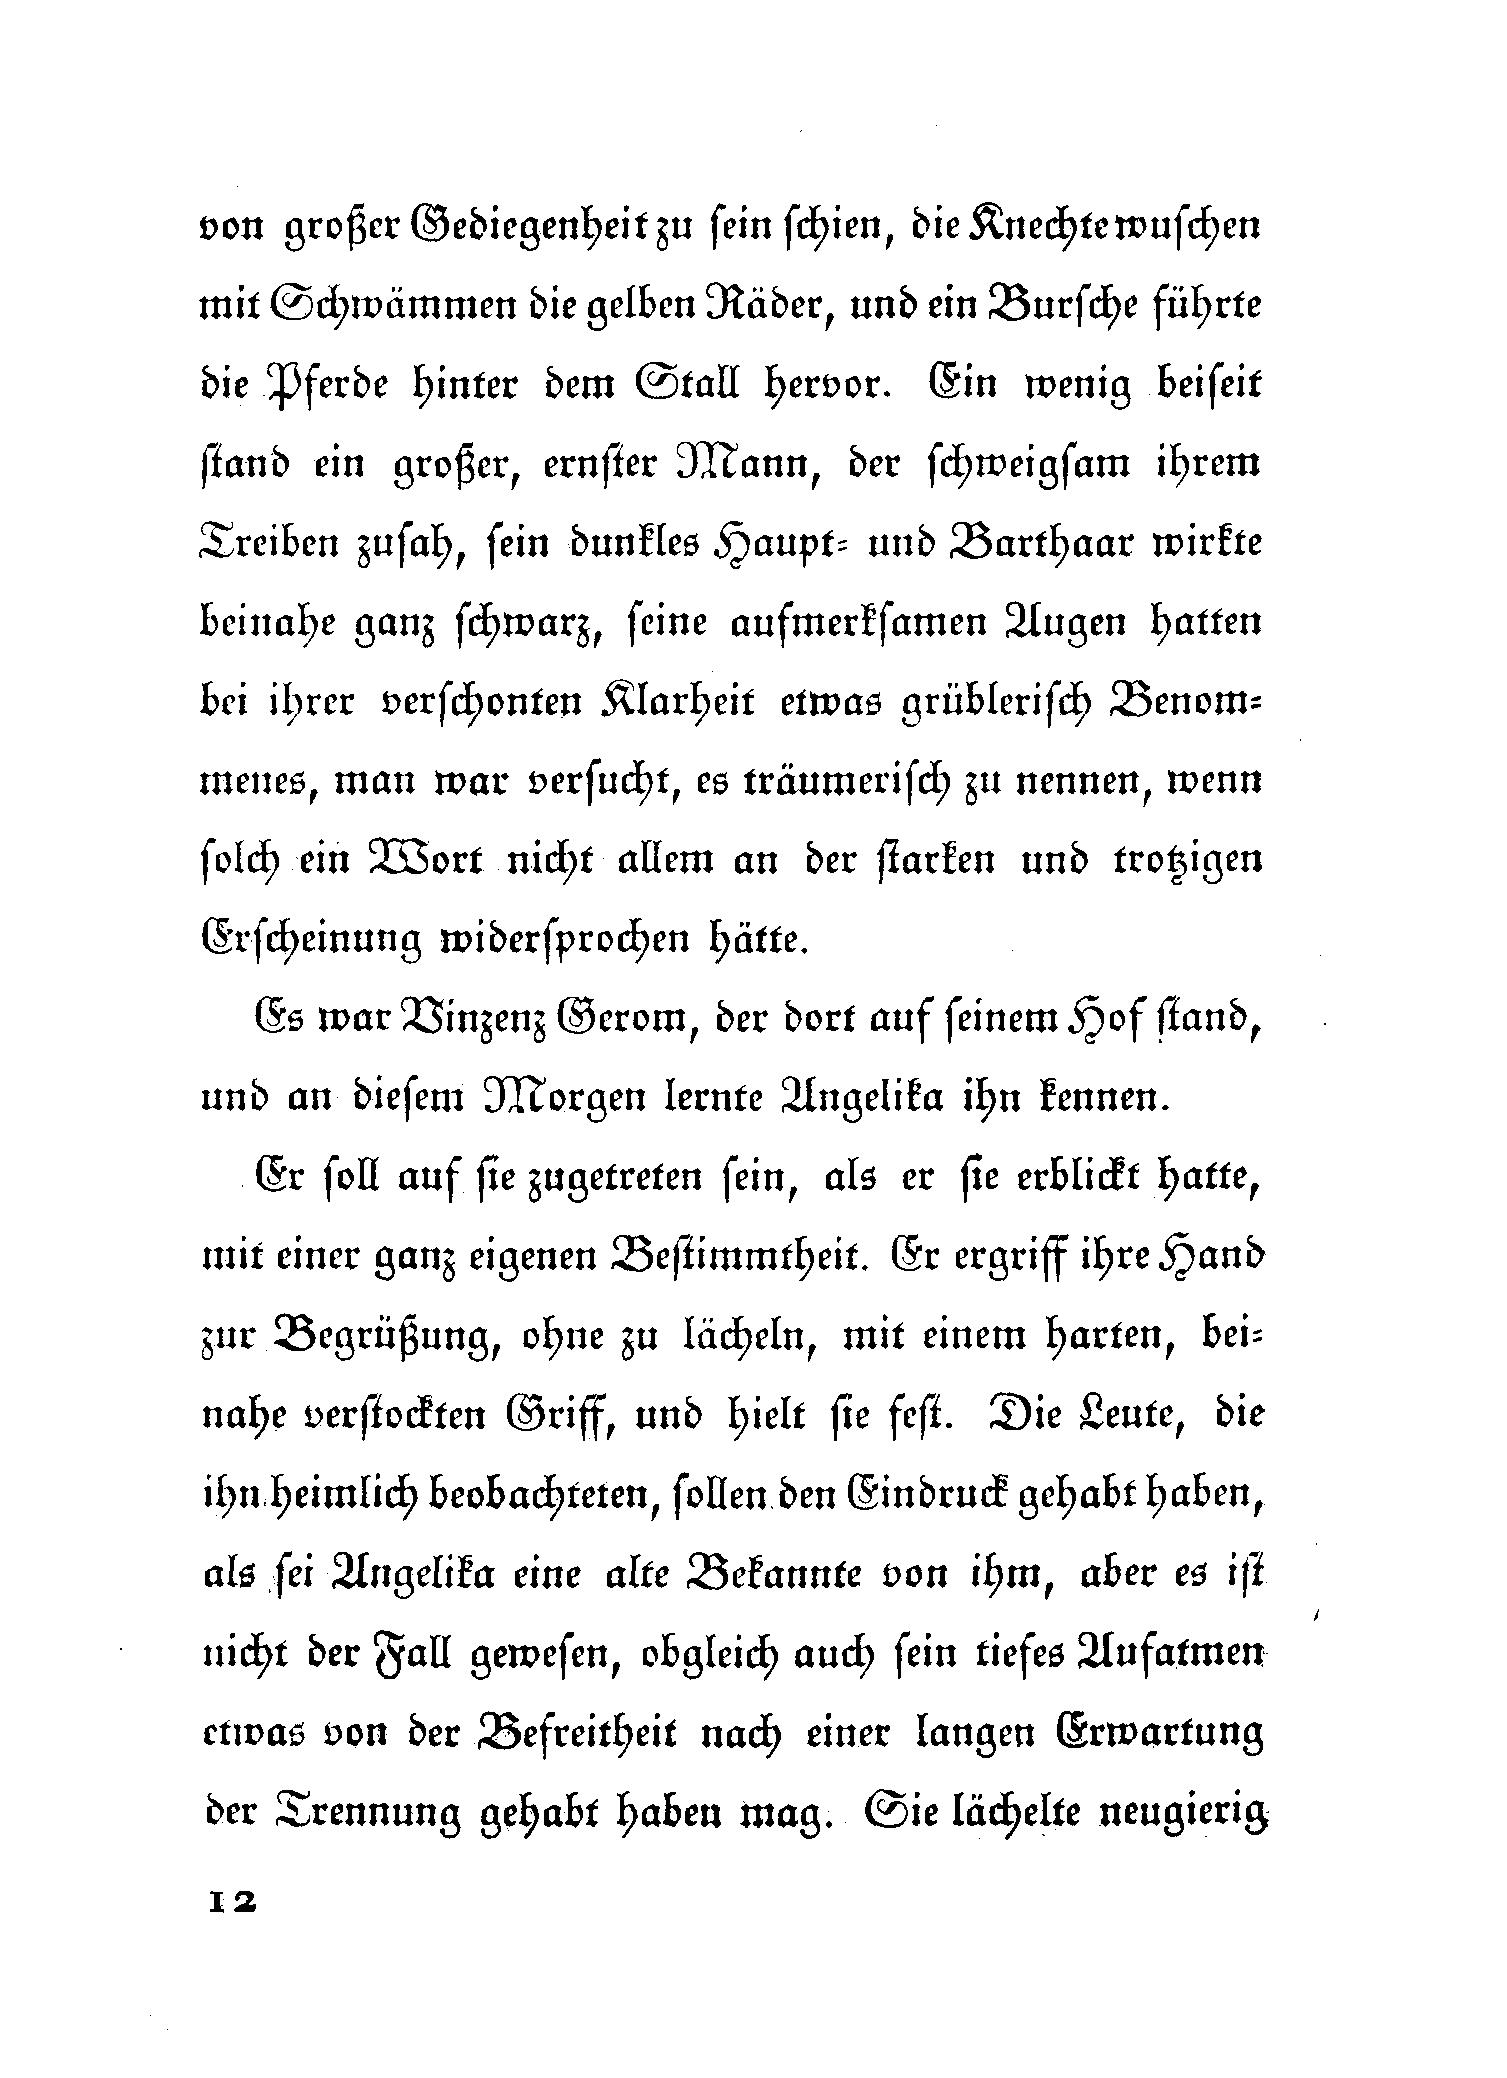 von großer Gediegenheit zu ſein ſchien, die Knechte wuſchen
mit Schwämmen die gelben Räder, und ein Burſche führte
die Pferde hinter dem Stall hervor. Ein wenig beiſeit
ſtand ein großer, ernſter Mann, der ſchweigſam ihrem
Treiben zuſah, ſein dunkles Haupt- und Barthaar wirkte
beinahe ganz ſchwarz, ſeine aufmerkſamen Augen hatten
bei ihrer verſchonten Klarheit etwas grübleriſch Benom-
menes, man war verſucht, es träumeriſch zu nennen, wenn
ſolch ein Wort nicht allem an der ſtarken und trotzigen
Erſcheinung widerſprochen hätte.
Es war Vinzenz Gerom, der dort auf ſeinem Hof ſtand,
und an dieſem Morgen lernte Angelika ihn kennen.
Er ſoll auf ſie zugetreten ſein, als er ſie erblickt hatte,
mit einer ganz eigenen Beſtimmtheit. Er ergriff ihre Hand
zur Begrüßung, ohne zu lächeln, mit einem harten, bei-
nahe verſtockten Griff, und hielt ſie feſt. Die Leute, die
ihn heimlich beobachteten, ſollen den Eindruck gehabt haben,
als ſei Angelika eine alte Bekannte von ihm, aber es iſt
nicht der Fall geweſen, obgleich auch ſein tiefes Aufatmen
etwas von der Befreitheit nach einer langen Erwartung
der Trennung gehabt haben mag. Sie lächelte neugierig
12